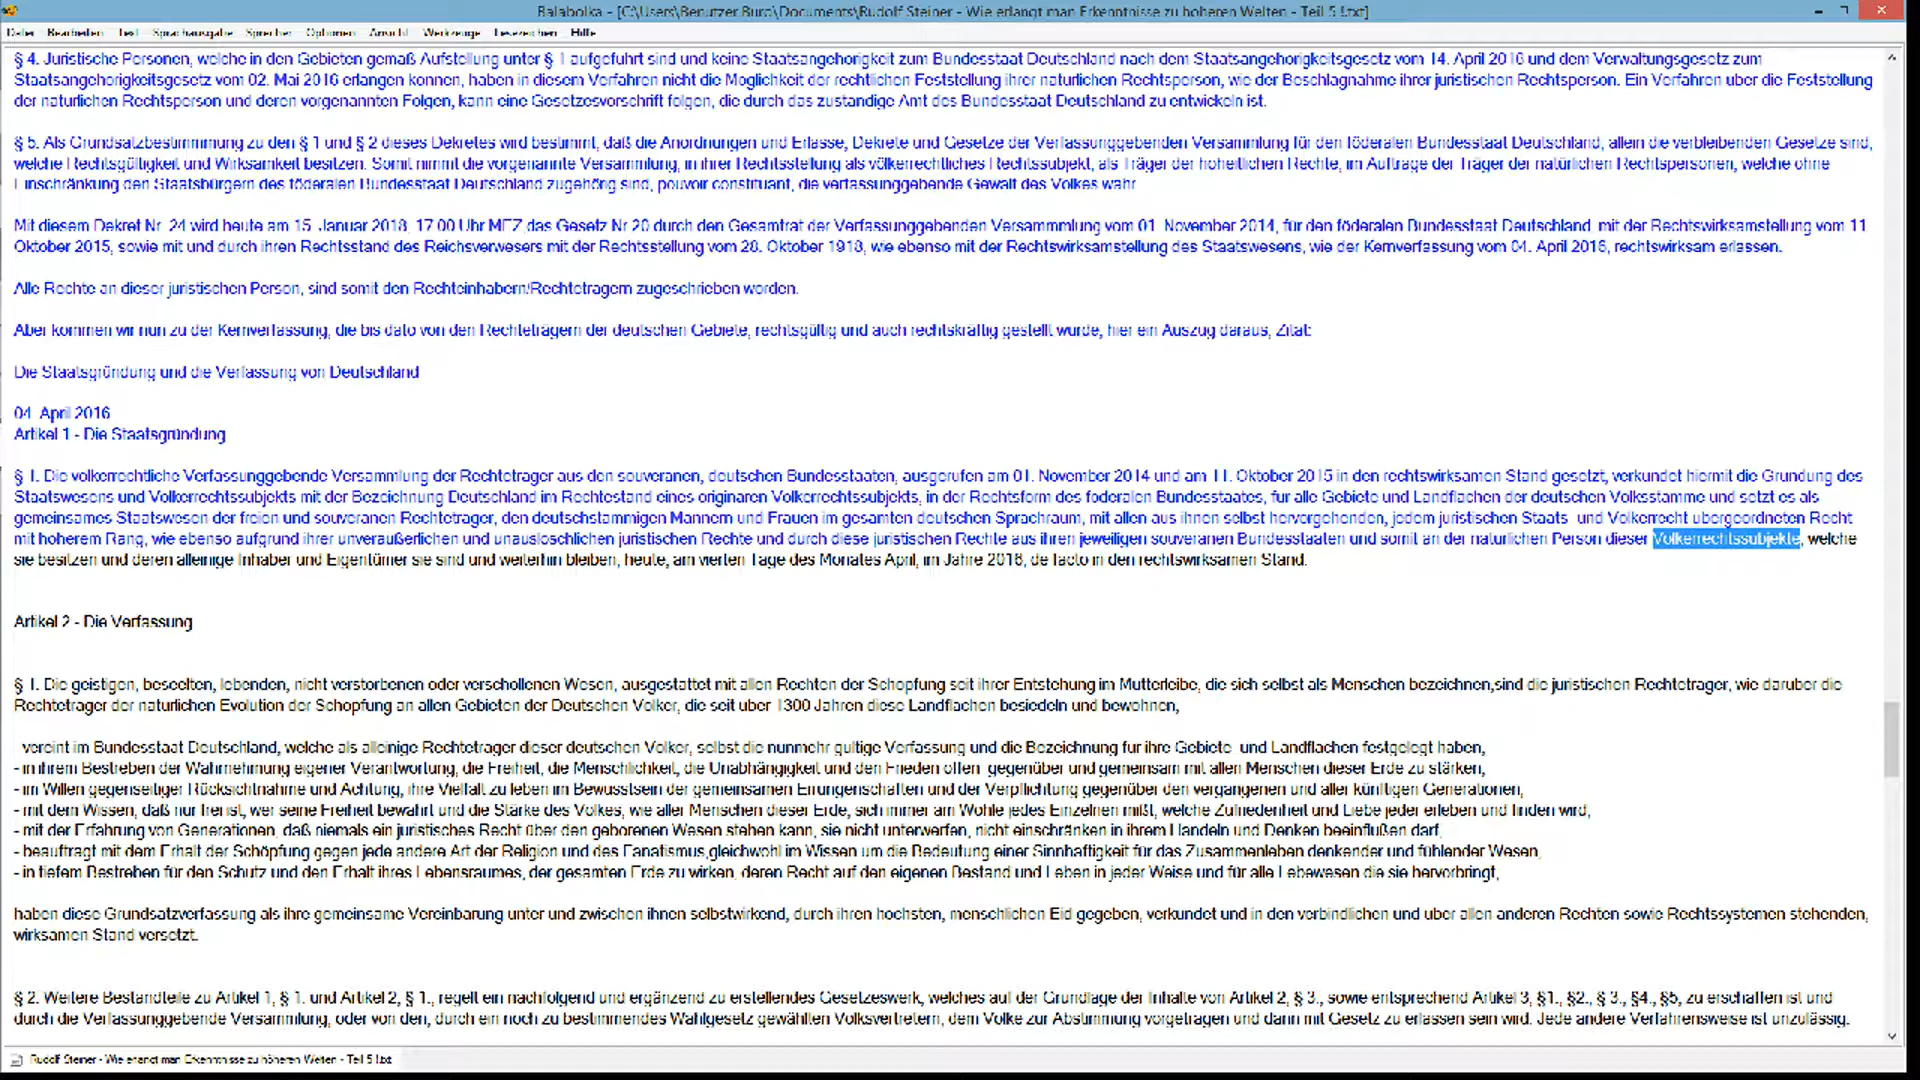 Balabolka - [C:\Users\Benutzer Büro\Documents\Rudolf Steiner - Wie erlangt man Erkenntnisse zu höheren Welten - Teil 5 !.txt]
Datei Bearbeiten Text Sprachausgabe Sprecher Optionen Ansicht Werkzeuge Lesezeichen Hilfe
§ 4. Juristische Personen, welche in den Gebieten gemäß Aufstellung unter § 1 aufgeführt sind und keine Staatsangehörigkeit zum Bundesstaat Deutschland nach dem Staatsangehörigkeitsgesetz vom 14. April 2016 und dem Verwaltungsgesetz zum
Staatsangehörigkeitsgesetz vom 02. Mai 2016 erlangen können, haben in diesem Verfahren nicht die Möglichkeit der rechtlichen Feststellung ihrer natürlichen Rechtsperson, wie der Beschlagnahme ihrer juristischen Rechtsperson. Ein Verfahren über die Feststellung
der natürlichen Rechtsperson und deren vorgenannten Folgen, kann eine Gesetzesvorschrift folgen, die durch das zuständige Amt des Bundesstaat Deutschland zu entwickeln ist.
§ 5. Als Grundsatzbestimmmung zu den § 1 und § 2 dieses Dekretes wird bestimmt, daß die Anordnungen und Erlasse, Dekrete und Gesetze der Verfassunggebenden Versammlung für den föderalen Bundesstaat Deutschland, allein die verbleibenden Gesetze sind,
welche Rechtsgültigkeit und Wirksamkeit besitzen. Somit nimmt die vorgenannte Versammlung, in ihrer Rechtsstellung als völkerrechtliches Rechtssubjekt, als Träger der hoheitlichen Rechte, im Auftrage der Träger der natürlichen Rechtspersonen, welche ohne
Einschränkung den Staatsbürgern des föderalen Bundesstaat Deutschland zugehörig sind, pouvoir constituant, die verfassunggebende Gewalt des Volkes wahr.
Mit diesem Dekret Nr. 24 wird heute am 15. Januar 2018, 17.00 Uhr MEZ das Gesetz Nr 20 durch den Gesamtrat der Verfassunggebenden Versammmlung vom 01. November 2014, für den föderalen Bundesstaat Deutschland, mit der Rechtswirksamstellung vom 11.
Oktober 2015, sowie mit und durch ihren Rechtsstand des Reichsverwesers mit der Rechtsstellung vom 28. Oktober 1918, wie ebenso mit der Rechtswirksamstellung des Staatswesens, wie der Kernverfassung vom 04. April 2016, rechtswirksam erlassen.
Alle Rechte an dieser juristischen Person, sind somit den Rechteinhabern/Rechteträgern zugeschrieben worden.
Aber kommen wir nun zu der Kernverfassung, die bis dato von den Rechteträgern der deutschen Gebiete, rechtsgültig und auch rechtskräftig gestellt wurde, hier ein Auszug daraus, Zitat:
Die Staatsgründung und die Verfassung von Deutschland
04. April 2016
Artikel 1 - Die Staatsgründung
§ 1. Die völkerrechtliche Verfassunggebende Versammlung der Rechteträger aus den souveränen, deutschen Bundesstaaten, ausgerufen am 01. November 2014 und am 11. Oktober 2015 in den rechtswirksamen Stand gesetzt, verkündet hiermit die Gründung des
Staatswesens und Völkerrechtssubjekts mit der Bezeichnung Deutschland im Rechtestand eines originären Völkerrechtssubjekts, in der Rechtsform des föderalen Bundesstaates, für alle Gebiete und Landflächen der deutschen Volksstämme und setzt es als
gemeinsames Staatswesen der freien und souveränen Rechteträger, den deutschstämmigen Männern und Frauen im gesamten deutschen Sprachraum, mit allen aus ihnen selbst hervorgehenden, jedem juristischen Staats- und Völkerrecht übergeordneten Recht
mit höherem Rang, wie ebenso aufgrund ihrer unveräußerlichen und unauslöschlichen juristischen Rechte und durch diese juristischen Rechte aus ihren jeweiligen souveränen Bundesstaaten und somit an der natürlichen Person dieser Völkerrechtssubjekte, welche
sie besitzen und deren alleinige Inhaber und Eigentümer sie sind und weiterhin bleiben, heute, am vierten Tage des Monates April, im Jahre 2016, de facto in den rechtswirksamen Stand.
Artikel 2 - Die Verfassung
§ 1. Die geistigen, beseelten, lebenden, nicht verstorbenen oder verschollenen Wesen, ausgestattet mit allen Rechten der Schöpfung seit ihrer Entstehung im Mutterleibe, die sich selbst als Menschen bezeichnen,sind die juristischen Rechteträger, wie darüber die
Rechteträger der natürlichen Evolution der Schöpfung an allen Gebieten der Deutschen Völker, die seit über 1300 Jahren diese Landflächen besiedeln und bewohnen,
- vereint im Bundesstaat Deutschland, welche als alleinige Rechteträger dieser deutschen Völker, selbst die nunmehr gültige Verfassung und die Bezeichnung für ihre Gebiete und Landflächen festgelegt haben,
- in ihrem Bestreben der Wahrnehmung eigener Verantwortung, die Freiheit, die Menschlichkeit, die Unabhängigkeit und den Frieden offen gegenüber und gemeinsam mit allen Menschen dieser Erde zu stärken,
- im Willen gegenseitiger Rücksichtnahme und Achtung, ihre Vielfalt zu leben im Bewusstsein der gemeinsamen Errungenschaften und der Verpflichtung gegenüber den vergangenen und aller künftigen Generationen,
- mit dem Wissen, daß nur frei ist, wer seine Freiheit bewahrt und die Stärke des Volkes, wie aller Menschen dieser Erde, sich immer am Wohle jedes Einzelnen mißt, welche Zufriedenheit und Liebe jeder erleben und finden wird,
- mit der Erfahrung von Generationen, daß niemals ein juristisches Recht über den geborenen Wesen stehen kann, sie nicht unterwerfen, nicht einschränken in ihrem Handeln und Denken beeinflußen darf,
- beauftragt mit dem Erhalt der Schöpfung gegen jede andere Art der Religion und des Fanatismus,gleichwohl im Wissen um die Bedeutung einer Sinnhaftigkeit für das Zusammenleben denkender und fühlender Wesen,
- in tiefem Bestreben für den Schutz und den Erhalt ihres Lebensraumes, der gesamten Erde zu wirken, deren Recht auf den eigenen Bestand und Leben in jeder Weise und für alle Lebewesen die sie hervorbringt,
haben diese Grundsatzverfassung als ihre gemeinsame Vereinbarung unter und zwischen ihnen selbstwirkend, durch ihren höchsten, menschlichen Eid gegeben, verkündet und in den verbindlichen und über allen anderen Rechten sowie Rechtssystemen stehenden,
wirksamen Stand versetzt.
§ 2. Weitere Bestandteile zu Artikel 1, § 1. und Artikel 2, § 1., regelt ein nachfolgend und ergänzend zu erstellendes Gesetzeswerk, welches auf der Grundlage der Inhalte von Artikel 2, § 3., sowie entsprechend Artikel 3, §1., §2., § 3., §4., §5, zu erschaffen ist und
durch die Verfassunggebende Versammlung, oder von den, durch ein noch zu bestimmendes Wahlgesetz gewählten Volksvertretern, dem Volke zur Abstimmung vorgetragen und dann mit Gesetz zu erlassen sein wird. Jede andere Verfahrensweise ist unzulässig.
Rudolf Steiner - Wie erlangt man Erkenntnisse zu höheren Welten - Teil 5 !.txt